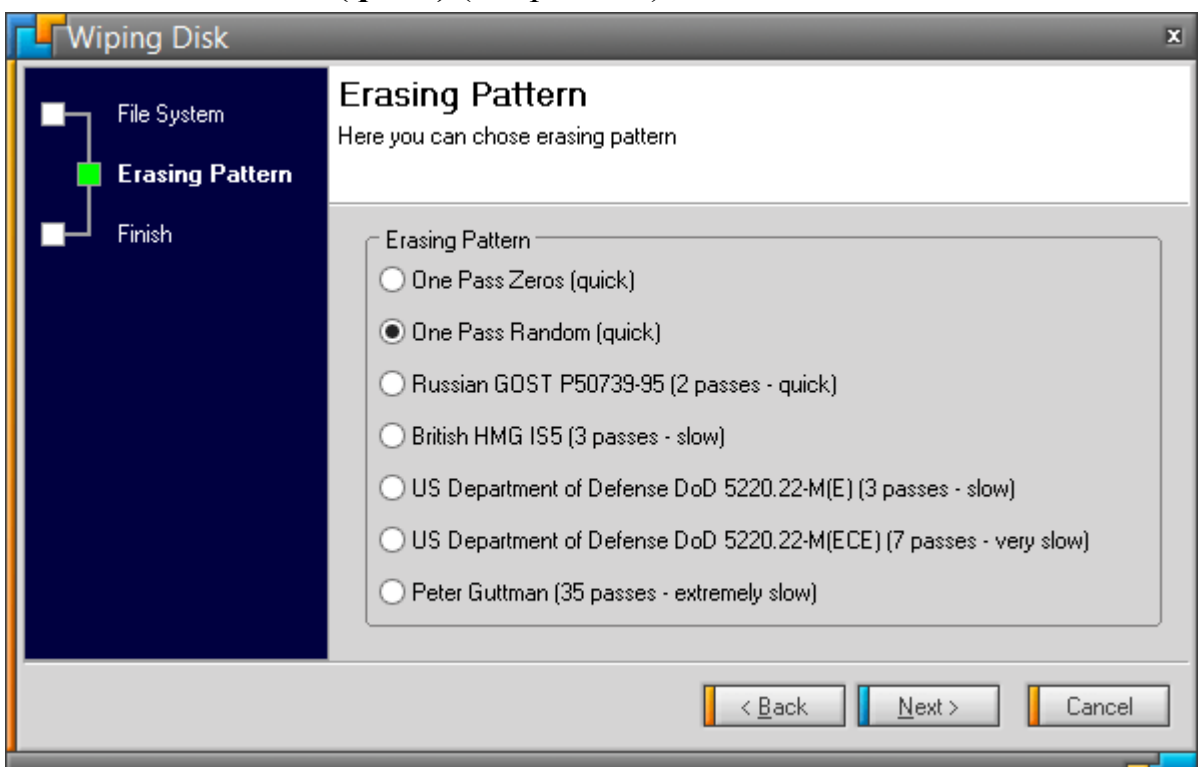 Wiping Disk
x
File System
Erasing Pattern
Finish
Erasing Pattern
Here you can chose erasing pattern
Erasing Pattern
One Pass Zeros (quick)
One Pass Random (quick)
Russian GOST P50739-95 (2 passes - quick)
British HMG IS5 (3 passes - slow)
US Department of Defense DoD 5220.22-M(E) (3 passes - slow)
US Department of Defense DoD 5220.22-M(ECE) (7 passes - very slow)
Peter Guttman (35 passes - extremely slow)
< Back
Next >
Cancel